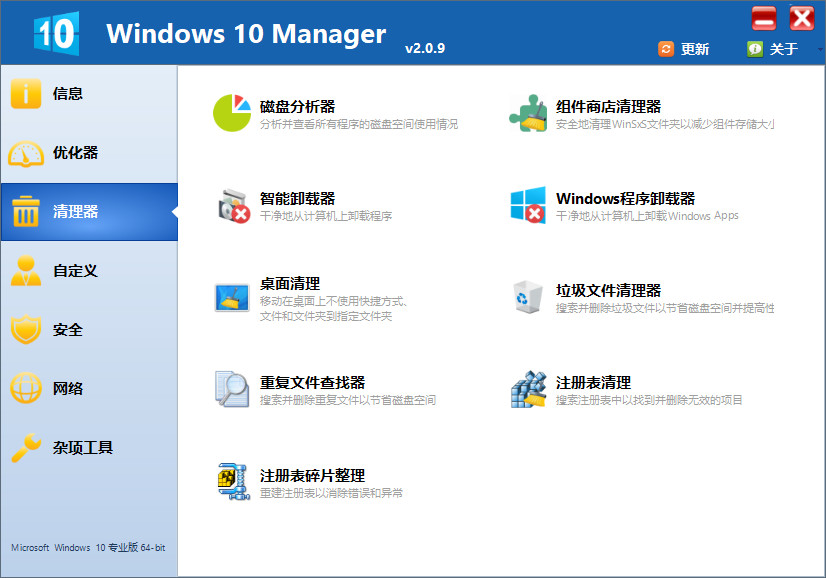 10 Windows 10 Manager v2.0.9
更新
关于
信息
优化器
清理器
自定义
安全
网络
杂项工具
Microsoft Windows 10 专业版 64-bit
磁盘分析器
分析并查看所有程序的磁盘空间使用情况
组件商店清理器
安全地清理WinSxS文件夹以减少组件存储大小
智能卸载器
干净地从计算机上卸载程序
Windows程序卸载器
干净地从计算机上卸载Windows Apps
桌面清理
移动在桌面上不使用快捷方式、
文件和文件夹到指定文件夹
垃圾文件清理器
搜索并删除垃圾文件以节省磁盘空间并提高性
重复文件查找器
搜索并删除重复文件以节省磁盘空间
注册表清理
搜索注册表中以找到并删除无效的项目
注册表碎片整理
重建注册表以消除错误和异常